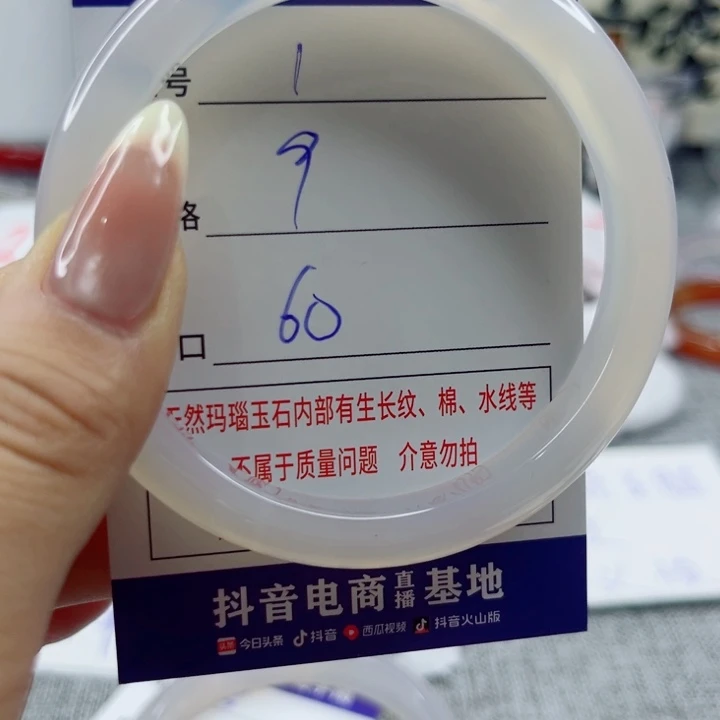 号 1
格 9
口 60
天然玛瑙玉石内部有生长纹、棉、水线等
不属于质量问题 介意勿拍
抖音电商直播基地
头条 今日头条 抖音 西瓜视频 抖音火山版